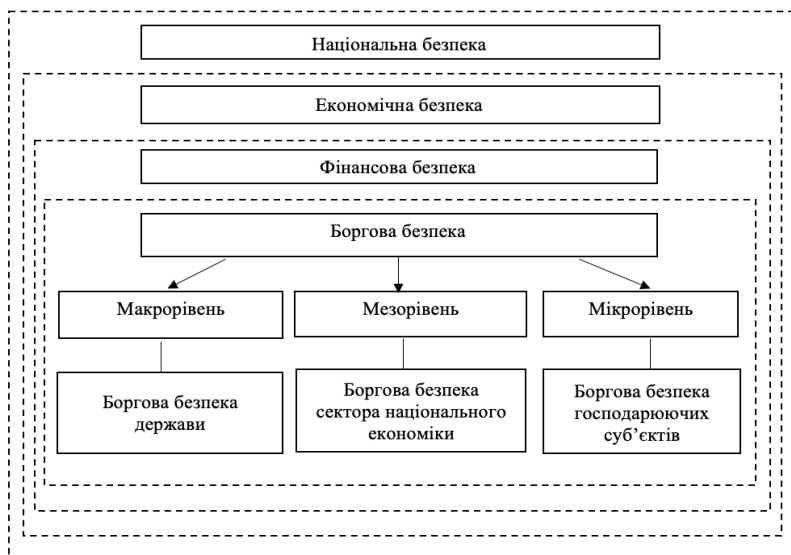 Національна безпека
Економічна безпека
Фінансова безпека
Боргова безпека
Макрорівень
Мезорівень
Мікрорівень
Боргова безпека
держави
Боргова безпека
сектора національного
економіки
Боргова безпека
господарюючих
суб’єктів